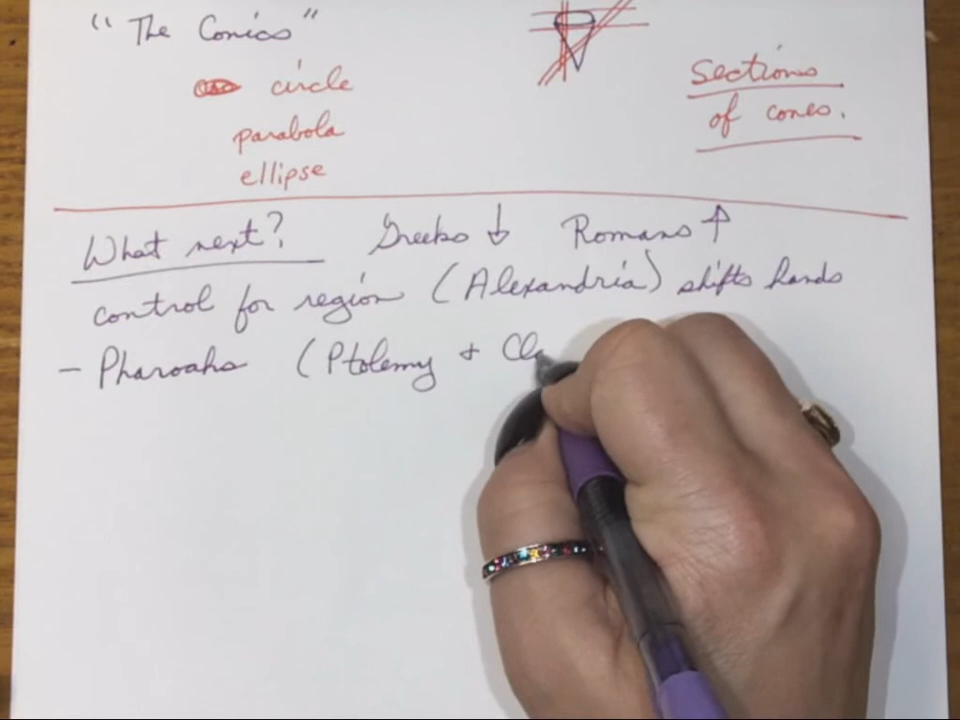 "The Conics"
circle
Sections
of cones.
parabola
ellipse
What next? Greeks ↓ Romans ↑
control for region (Alexandria) shifts hands
- Pharoahs (Ptolemy + Cl